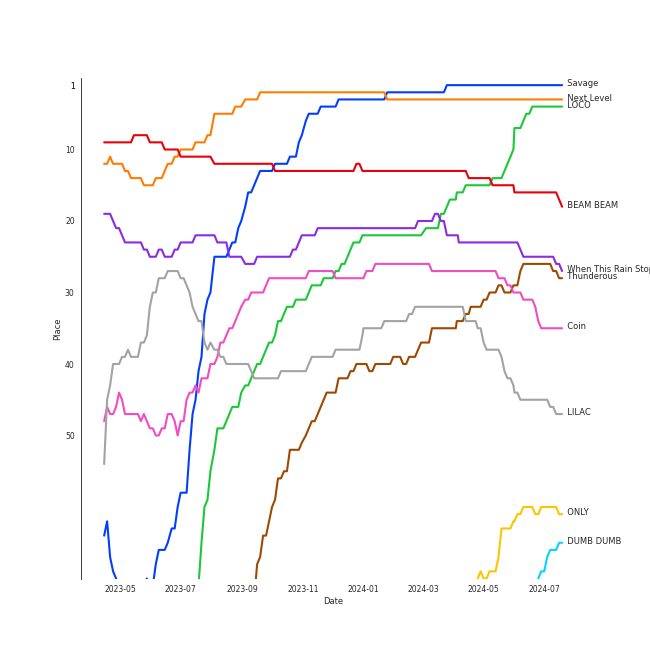 1
10
20
30
40
50
Place
Savage
Next Level
LOCO
BEAM BEAM
When This Rain Stop
Thunderous
Coin
LILAC
ONLY
DUMB DUMB
2023-05
2023-07
2023-09
2023-11
2024-01
2024-03
2024-05
2024-07
Date